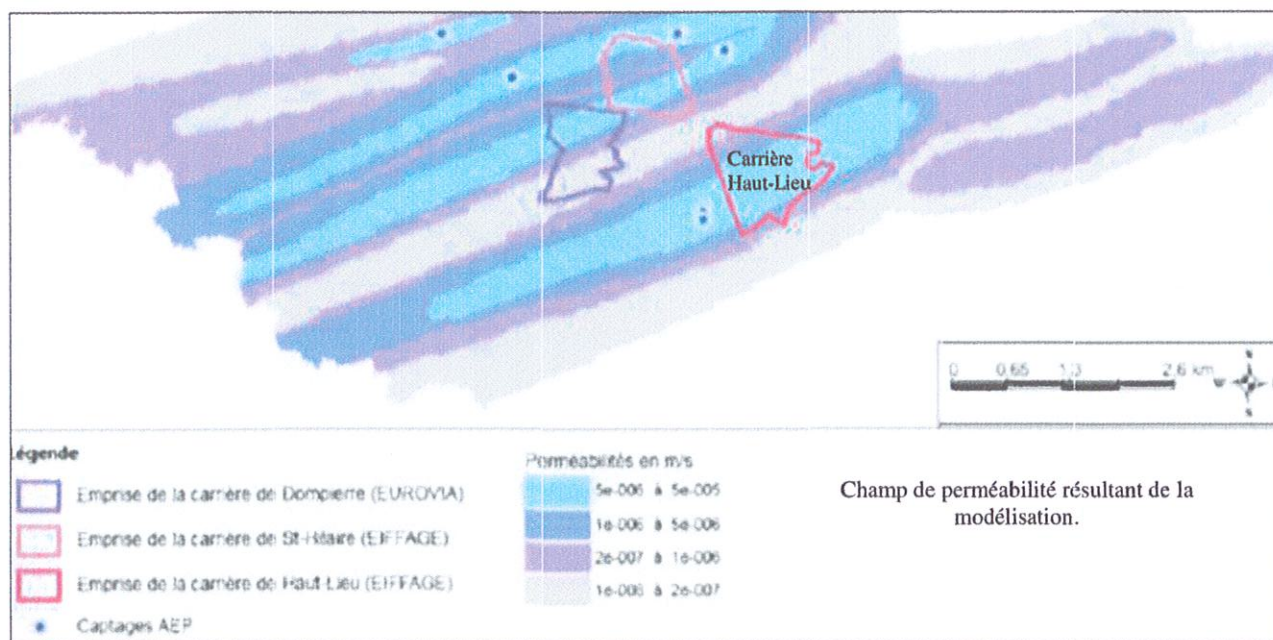 Carrière
Haut-Lieu
0 0,65 1,3 2,6 km
Légende
Emprise de la carrière de Dompierre (EUROVIA)
Emprise de la carrière de St-Hilaire (EIFFAGE)
Emprise de la carrière de Haut-Lieu (EIFFAGE)
Captages AEP
Perméabilités en m/s
5e-006 à 5e-005
1e-006 à 5e-006
2e-007 à 1e-006
1e-008 à 2e-007
Champ de perméabilité résultant de la
modélisation.